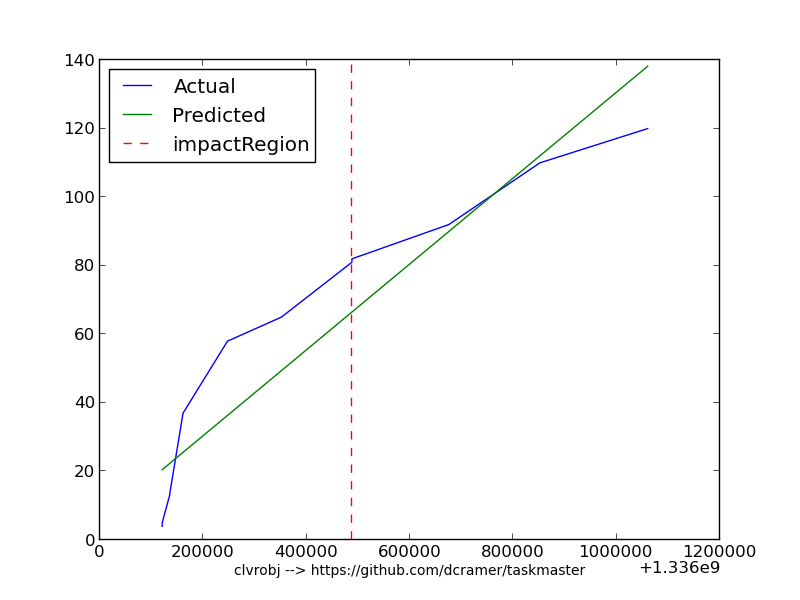 140
120
100
80
60
40
20
0
Actual
Predicted
impactRegion
0 200000 400000 600000 800000 1000000 1200000
+1.336e9
clvrobj --> https://github.com/dcramer/taskmaster